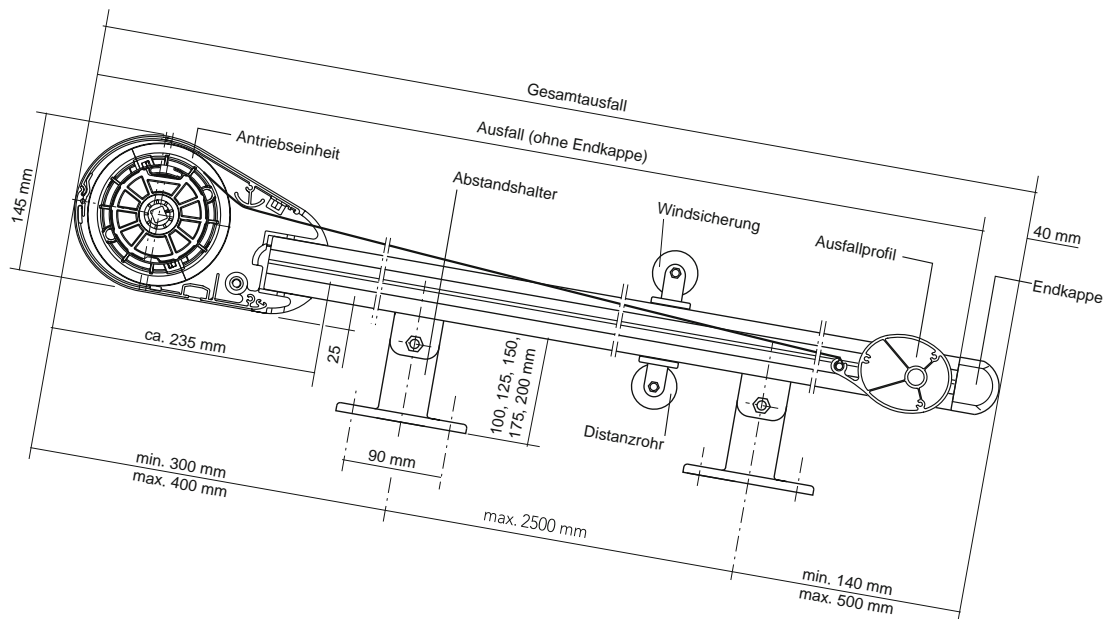 Gesamtausfall
Ausfall (ohne Endkappe)
Antriebseinheit
Abstandshalter
Windsicherung
Ausfallprofil
40 mm
Endkappe
145 mm
ca. 235 mm
25
100, 125, 150,
175, 200 mm
Distanzrohr
90 mm
min. 300 mm
max. 400 mm
max. 2500 mm
min. 140 mm
max. 500 mm